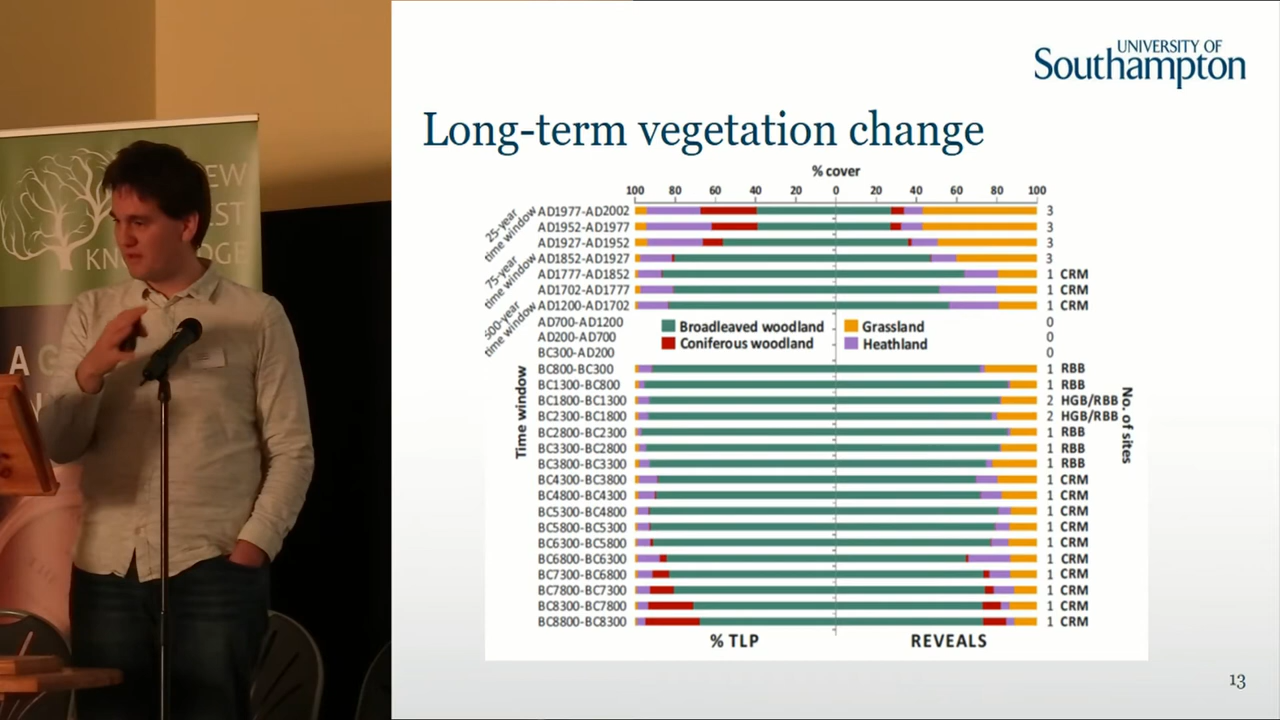 EW
ST
KN
DGE
A G
UNIVERSITY OF
Southampton
Long-term vegetation change
% cover
100 80 60 40 20 0 20 40 60 80 100
25-year time window
AD1977-AD2002 3
AD1952-AD1977 3
AD1927-AD1952 3
75-year time window
AD1852-AD1927 3
AD1777-AD1852 1 CRM
AD1702-AD1777 1 CRM
500-year time window
AD1200-AD1702 1 CRM
AD700-AD1200 0
AD200-AD700 0
BC300-AD200 0
Broadleaved woodland Grassland
Coniferous woodland Heathland
BC800-BC300 1 RBB
BC1300-BC800 1 RBB
BC1800-BC1300 2 HGB/RBB
BC2300-BC1800 2 HGB/RBB
BC2800-BC2300 1 RBB
BC3300-BC2800 1 RBB
BC3800-BC3300 1 RBB
BC4300-BC3800 1 CRM
BC4800-BC4300 1 CRM
BC5300-BC4800 1 CRM
BC5800-BC5300 1 CRM
BC6300-BC5800 1 CRM
BC6800-BC6300 1 CRM
BC7300-BC6800 1 CRM
BC7800-BC7300 1 CRM
BC8300-BC7800 1 CRM
BC8800-BC8300 1 CRM
Time window
No. of sites
% TLP REVEALS
13